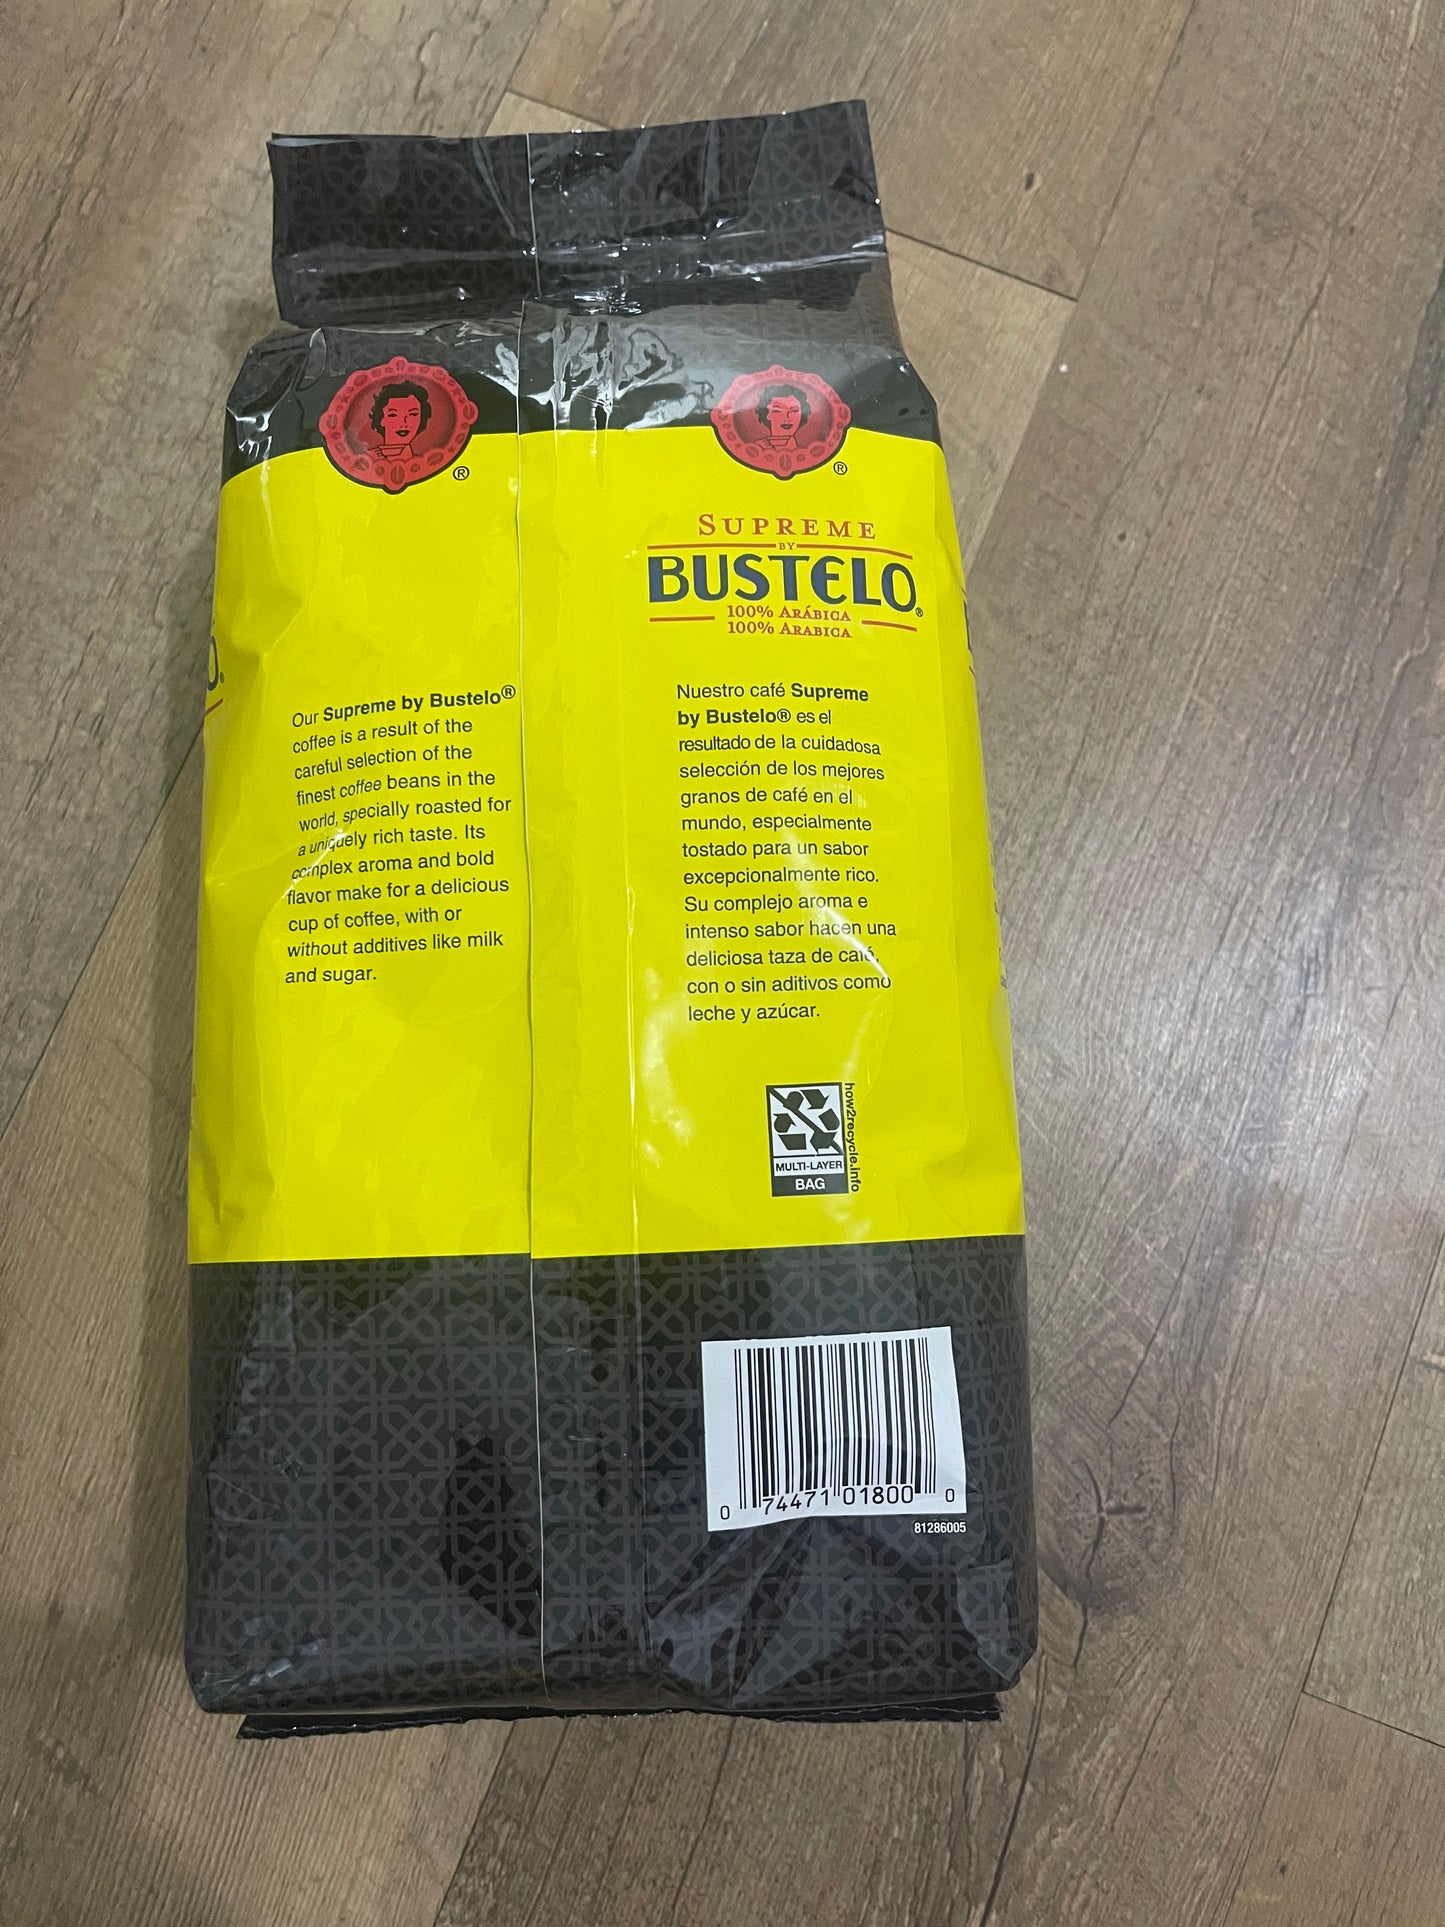 Our Supreme by Bustelo®
coffee is a result of the
careful selection of the
finest coffee beans in the
world, specially roasted for
a uniquely rich taste. Its
complex aroma and bold
flavor make for a delicious
cup of coffee, with or
without additives like milk
and sugar.
®
®
SUPREME
BY
BUSTELO®
100% ARÁBICA
100% ARABICA
Nuestro café Supreme
by Bustelo® es el
resultado de la cuidadosa
selección de los mejores
granos de café en el
mundo, especialmente
tostado para un sabor
excepcionalmente rico.
Su complejo aroma e
intenso sabor hacen una
deliciosa taza de café,
con o sin aditivos como
leche y azúcar.
MULTI-LAYER
BAG
how2recycle.info
0 74471 01800 0
81286005